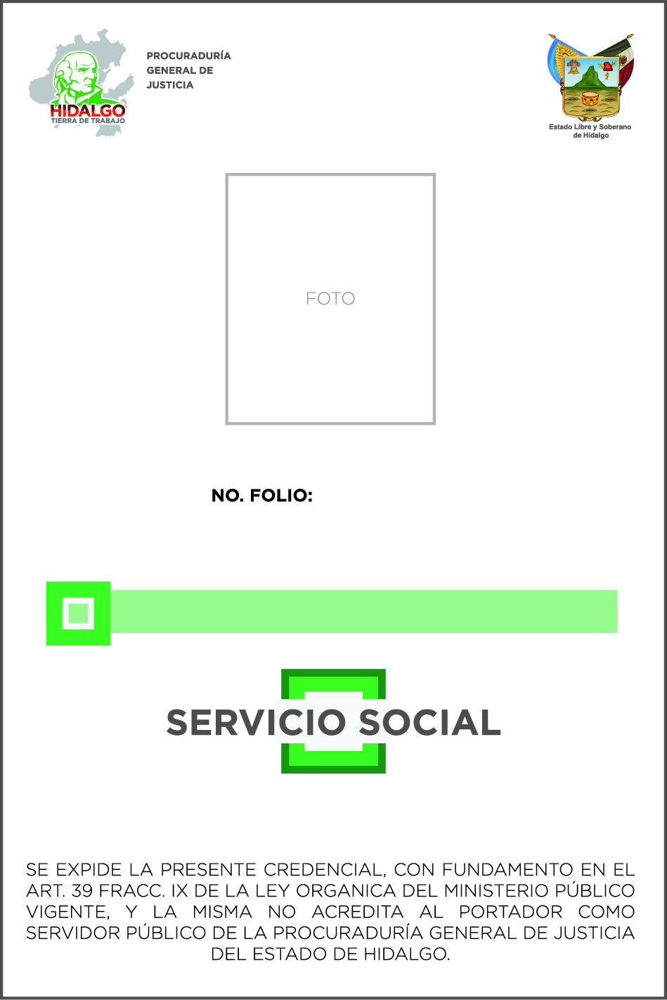 PROCURADURÍA
GENERAL DE
JUSTICIA
HIDALGO
TIERRA DE TRABAJO
Estado Libre y Soberano
de Hidalgo
FOTO
NO. FOLIO:
SERVICIO SOCIAL
SE EXPIDE LA PRESENTE CREDENCIAL, CON FUNDAMENTO EN EL
ART. 39 FRACC. IX DE LA LEY ORGANICA DEL MINISTERIO PÚBLICO
VIGENTE, Y LA MISMA NO ACREDITA AL PORTADOR COMO
SERVIDOR PÚBLICO DE LA PROCURADURÍA GENERAL DE JUSTICIA
DEL ESTADO DE HIDALGO.